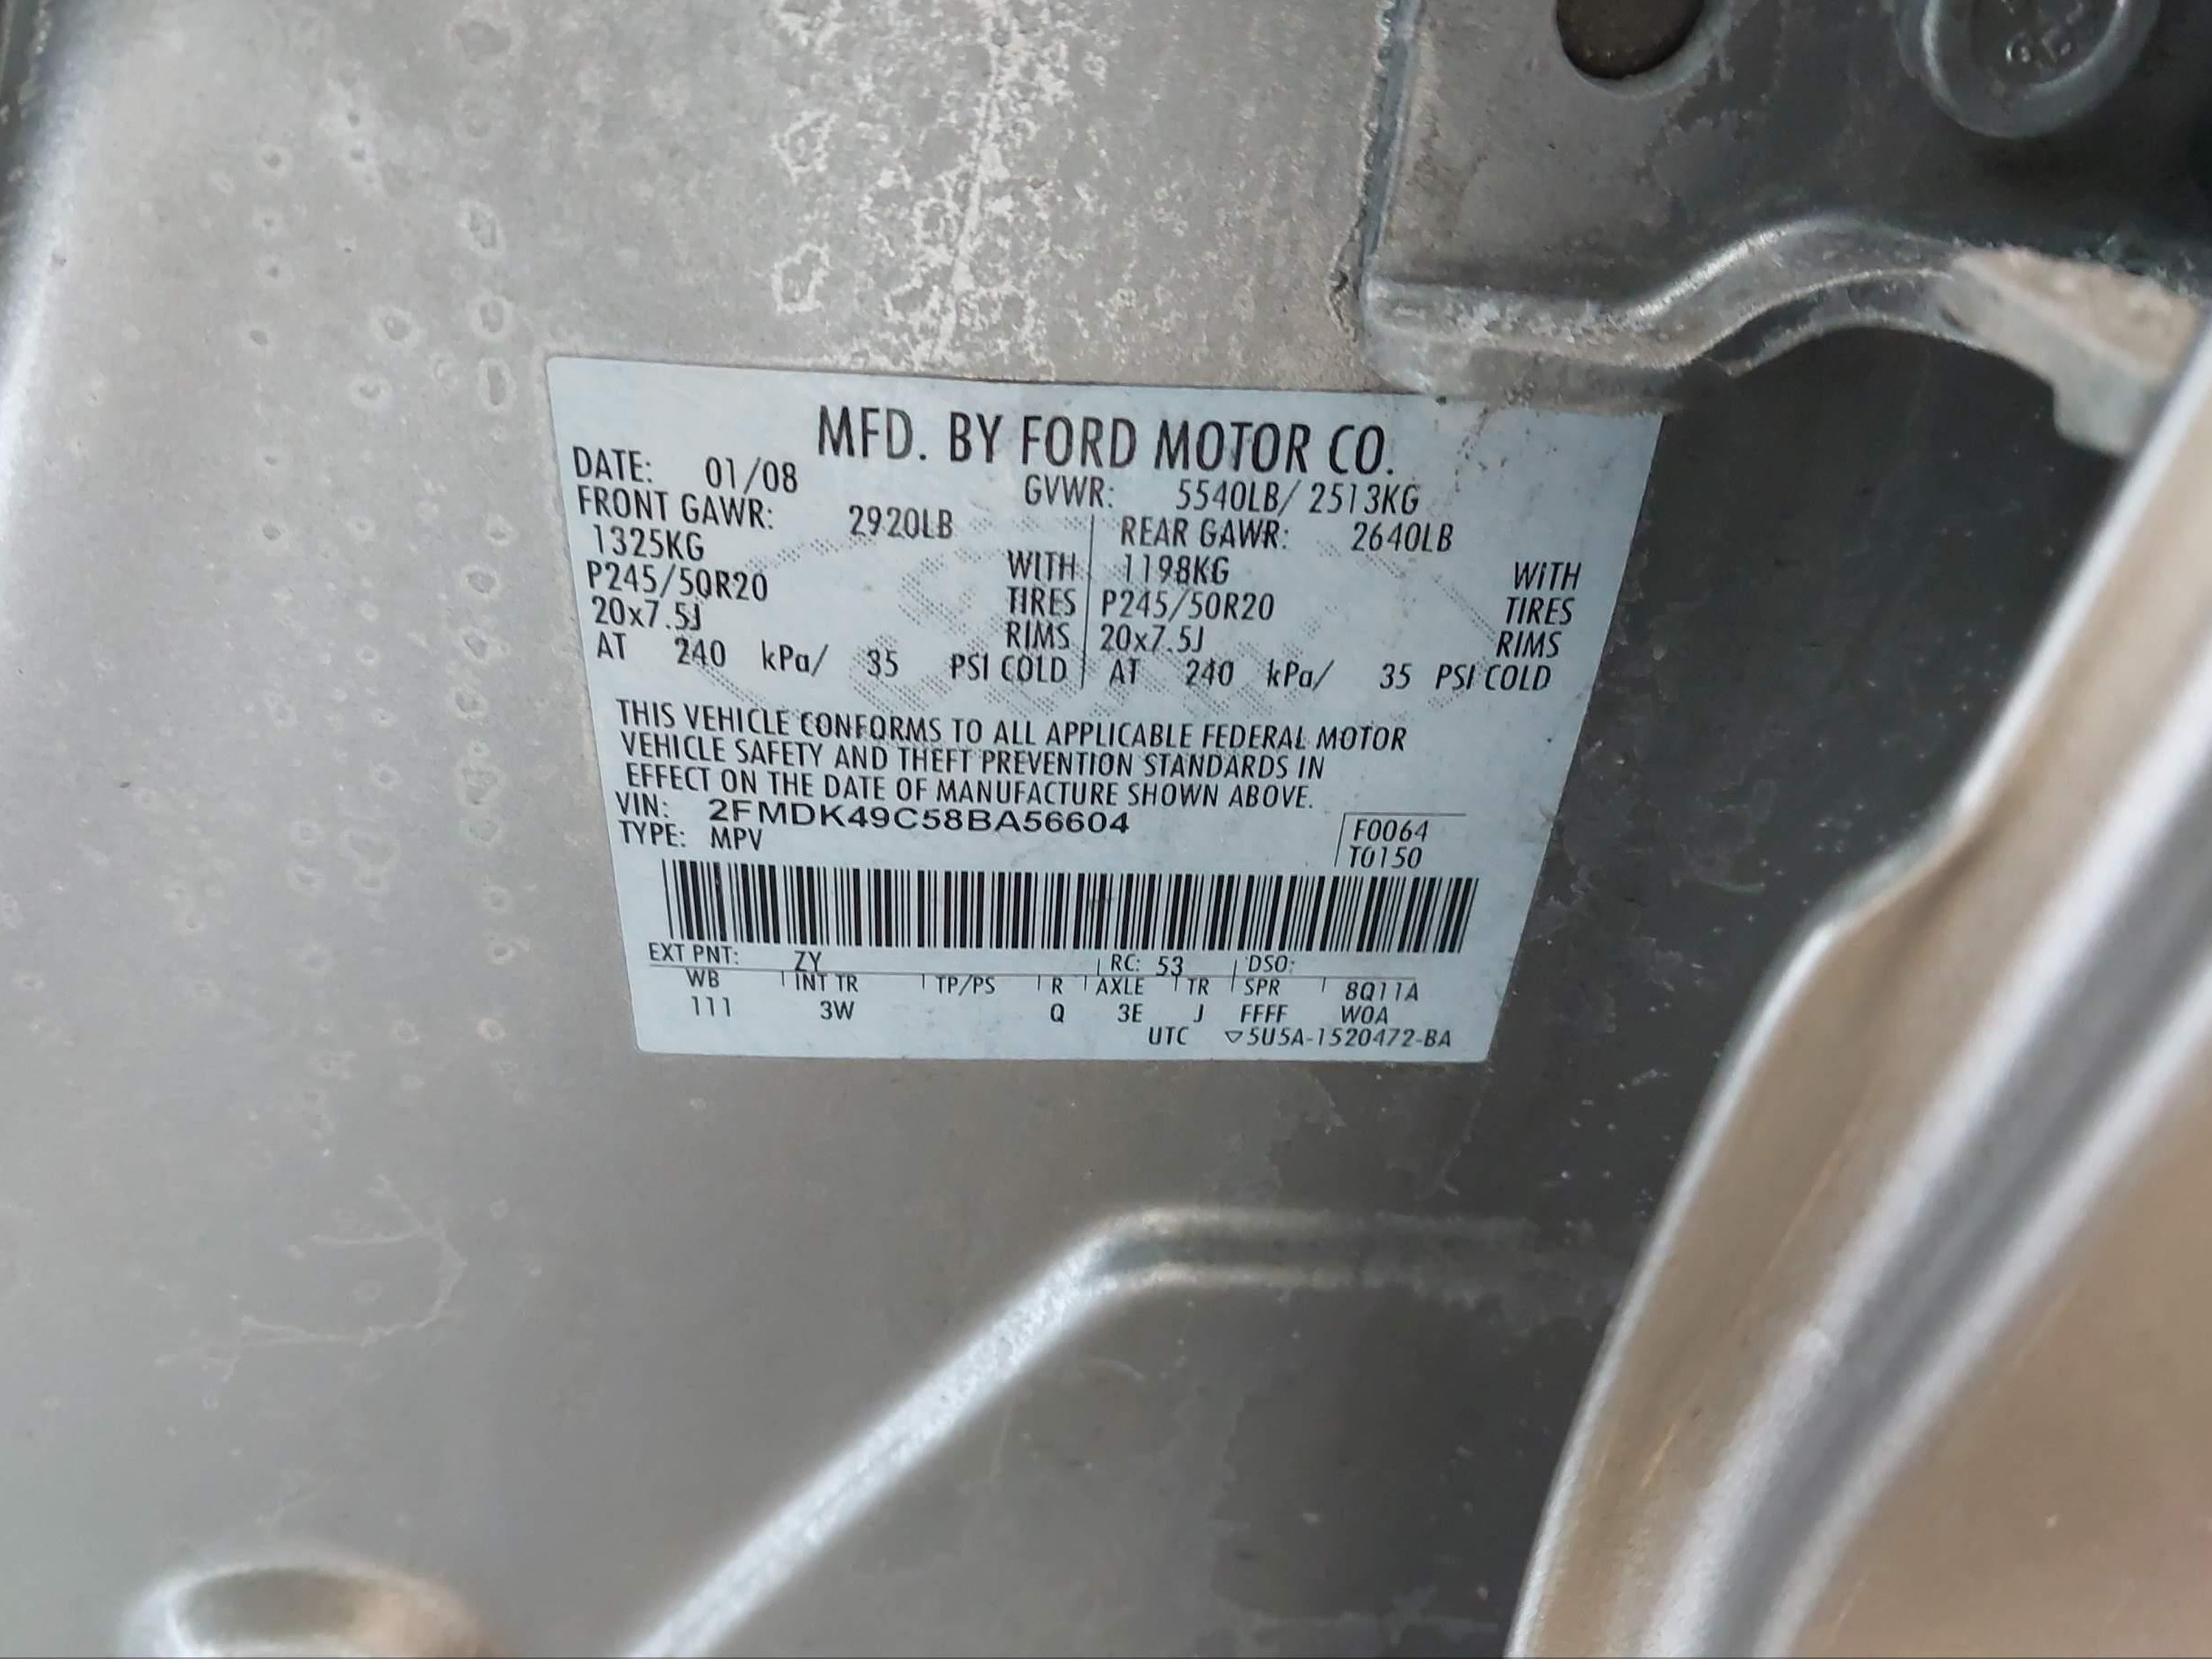 MFD. BY FORD MOTOR CO.
DATE: 01/08 GVWR: 5540LB/ 2513KG
FRONT GAWR: 2920LB REAR GAWR: 2640LB
1325KG WITH 1198KG WITH
P245/50R20 TIRES P245/50R20 TIRES
20x7.5J RIMS 20x7.5J RIMS
AT 240 kPa/ 35 PSI COLD AT 240 kPa/ 35 PSI COLD
THIS VEHICLE CONFORMS TO ALL APPLICABLE FEDERAL MOTOR
VEHICLE SAFETY AND THEFT PREVENTION STANDARDS IN
EFFECT ON THE DATE OF MANUFACTURE SHOWN ABOVE.
VIN: 2FMDK49C58BA56604 F0064
TYPE: MPV T0150
EXT PNT: ZY RC: 53 DSO:
WB INT TR TP/PS R AXLE TR SPR 8Q11A
111 3W Q 3E J FFFF WOA
UTC ▽5U5A-1520472-BA